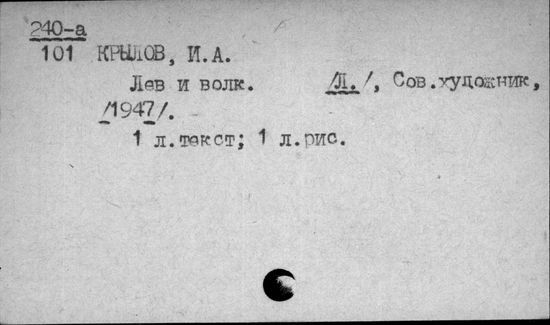 240-а
101 КРЫЛОВ, И.А.
Лев и волк. /Л./, Сов.художник,
/1947/.
1 л.текст; 1 л.рис.